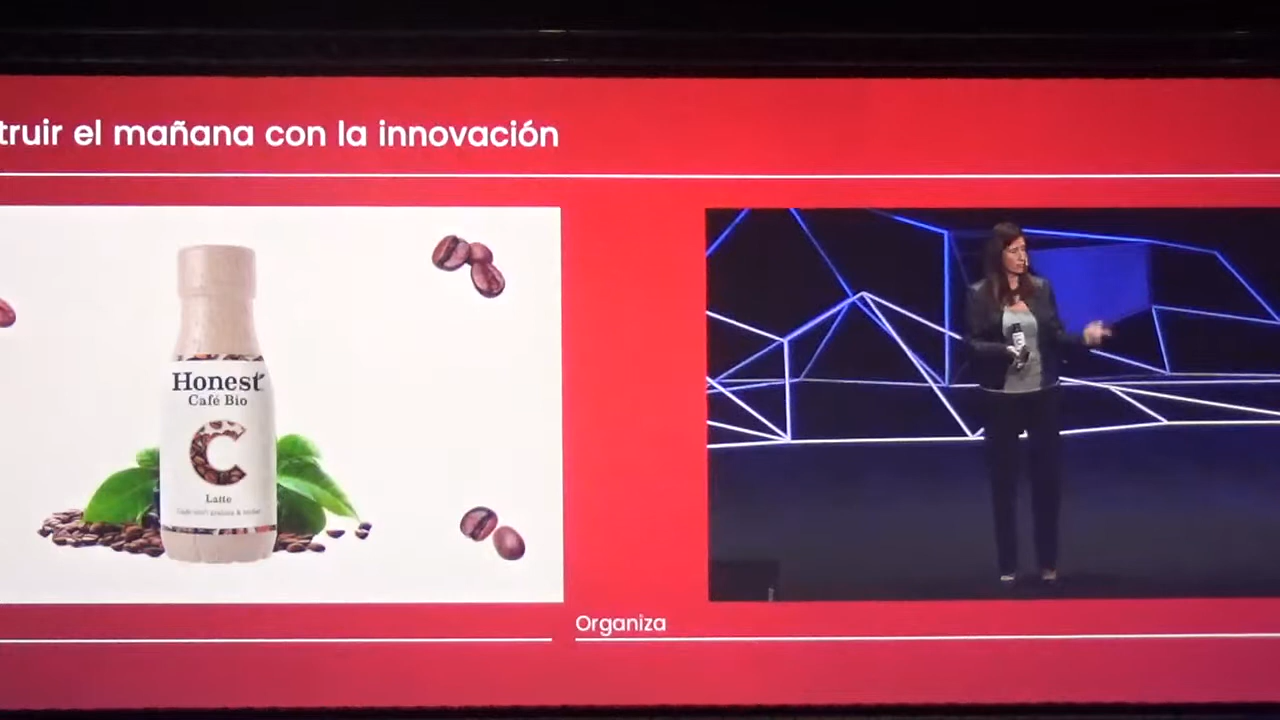 truir el mañana con la innovación
Honest
Café Bio
C
Latte
Organiza